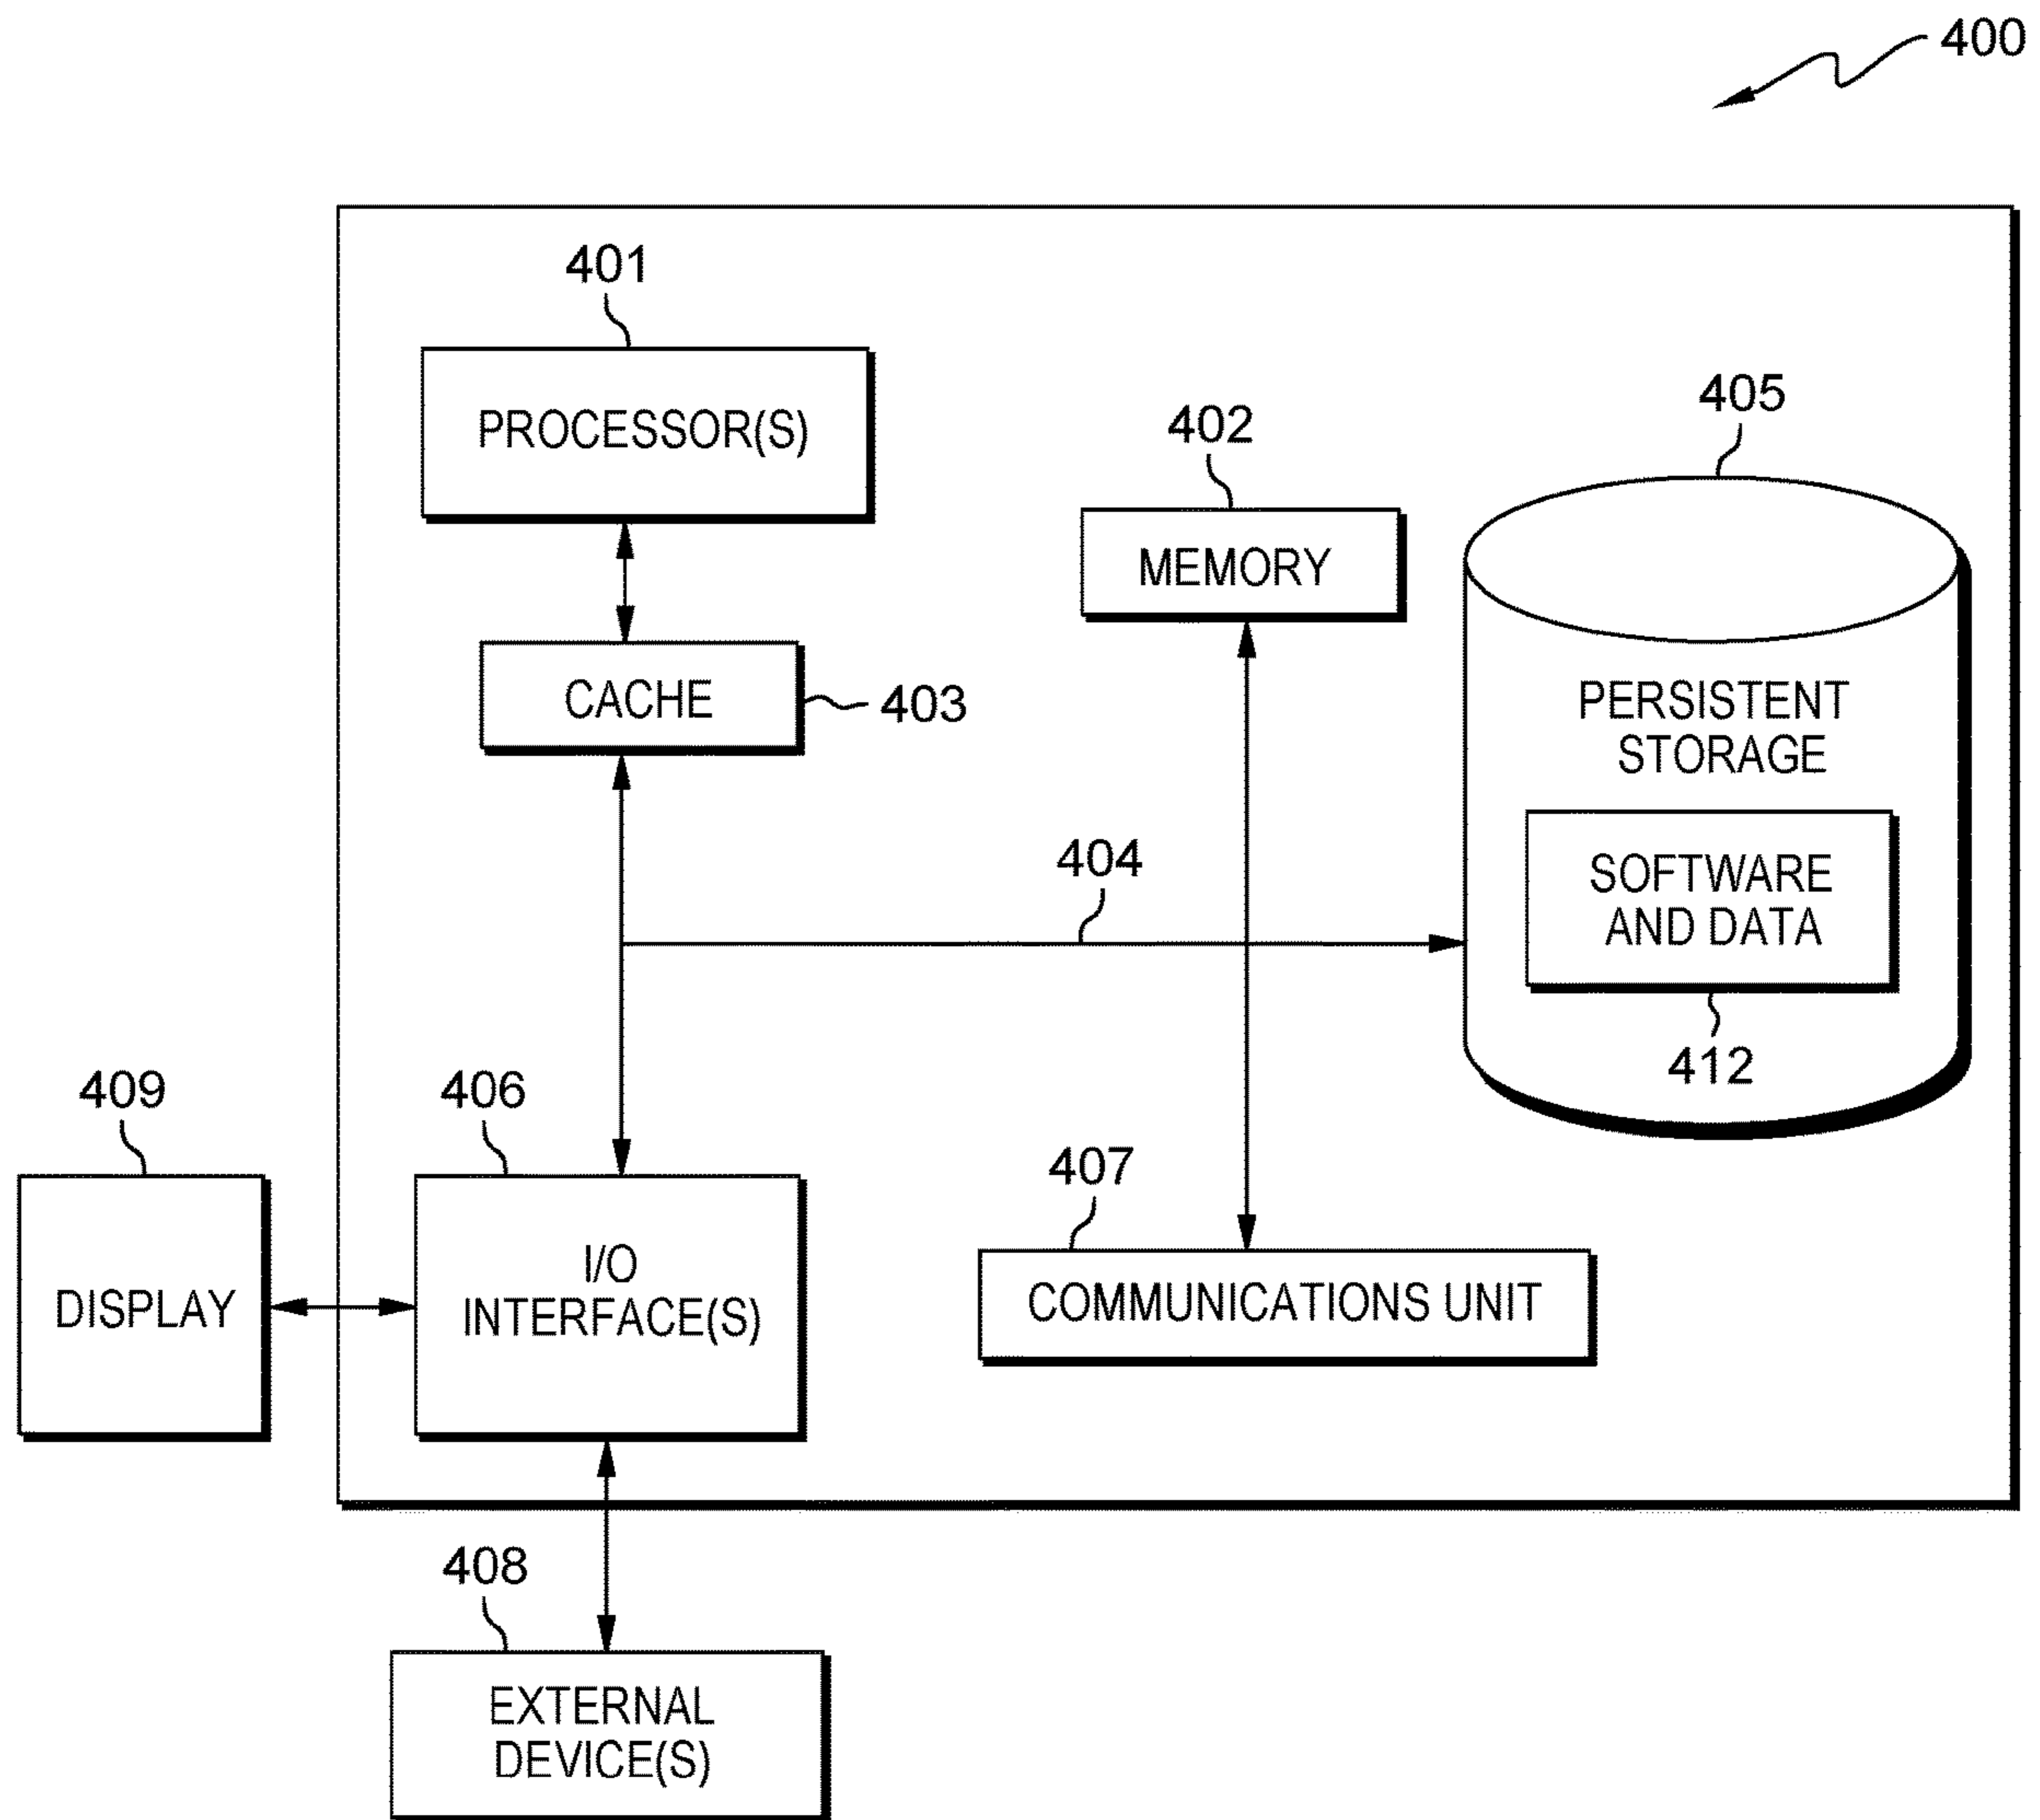 400
401
PROCESSOR(S)
402
MEMORY
405
PERSISTENT
STORAGE
CACHE
403
404
SOFTWARE
AND DATA
412
409
DISPLAY
406
I/O
INTERFACE(S)
407
COMMUNICATIONS UNIT
408
EXTERNAL
DEVICE(S)